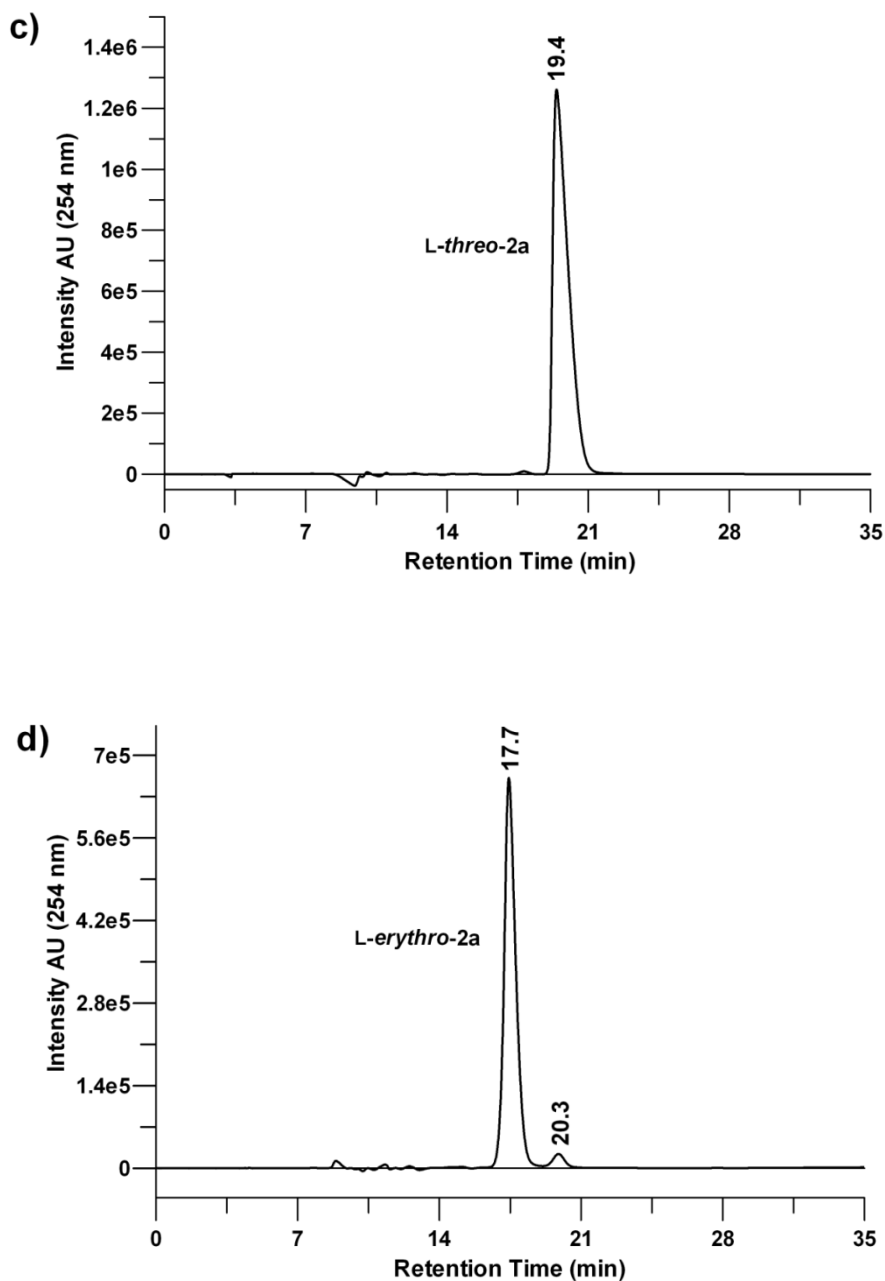 c)
19.4
1.4e6
1.2e6
1e6
8e5
6e5
4e5
2e5
0
Intensity AU (254 nm)
L-threo-2a
0 7 14 21 28 35
Retention Time (min)
d)
17.7
20.3
7e5
5.6e5
4.2e5
2.8e5
1.4e5
0
Intensity AU (254 nm)
L-erythro-2a
0 7 14 21 28 35
Retention Time (min)